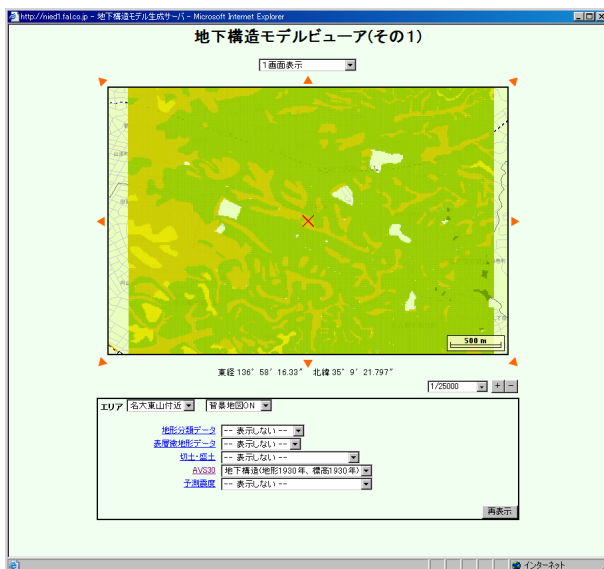 http://nied1.falco.jp - 地下構造モデル生成サーバ - Microsoft Internet Explorer
地下構造モデルビューア(その1)
1画面表示
500 m
東経 136° 58′ 16.33″ 北緯 35° 9′ 21.797″
1/25000
+ −
エリア 名大東山付近 背景地図ON
地形分類データ -- 表示しない --
表層微地形データ -- 表示しない --
切土・盛土 -- 表示しない --
AVS30 地下構造(地形1930年、標高1930年)
予測震度 -- 表示しない --
再表示
インターネット